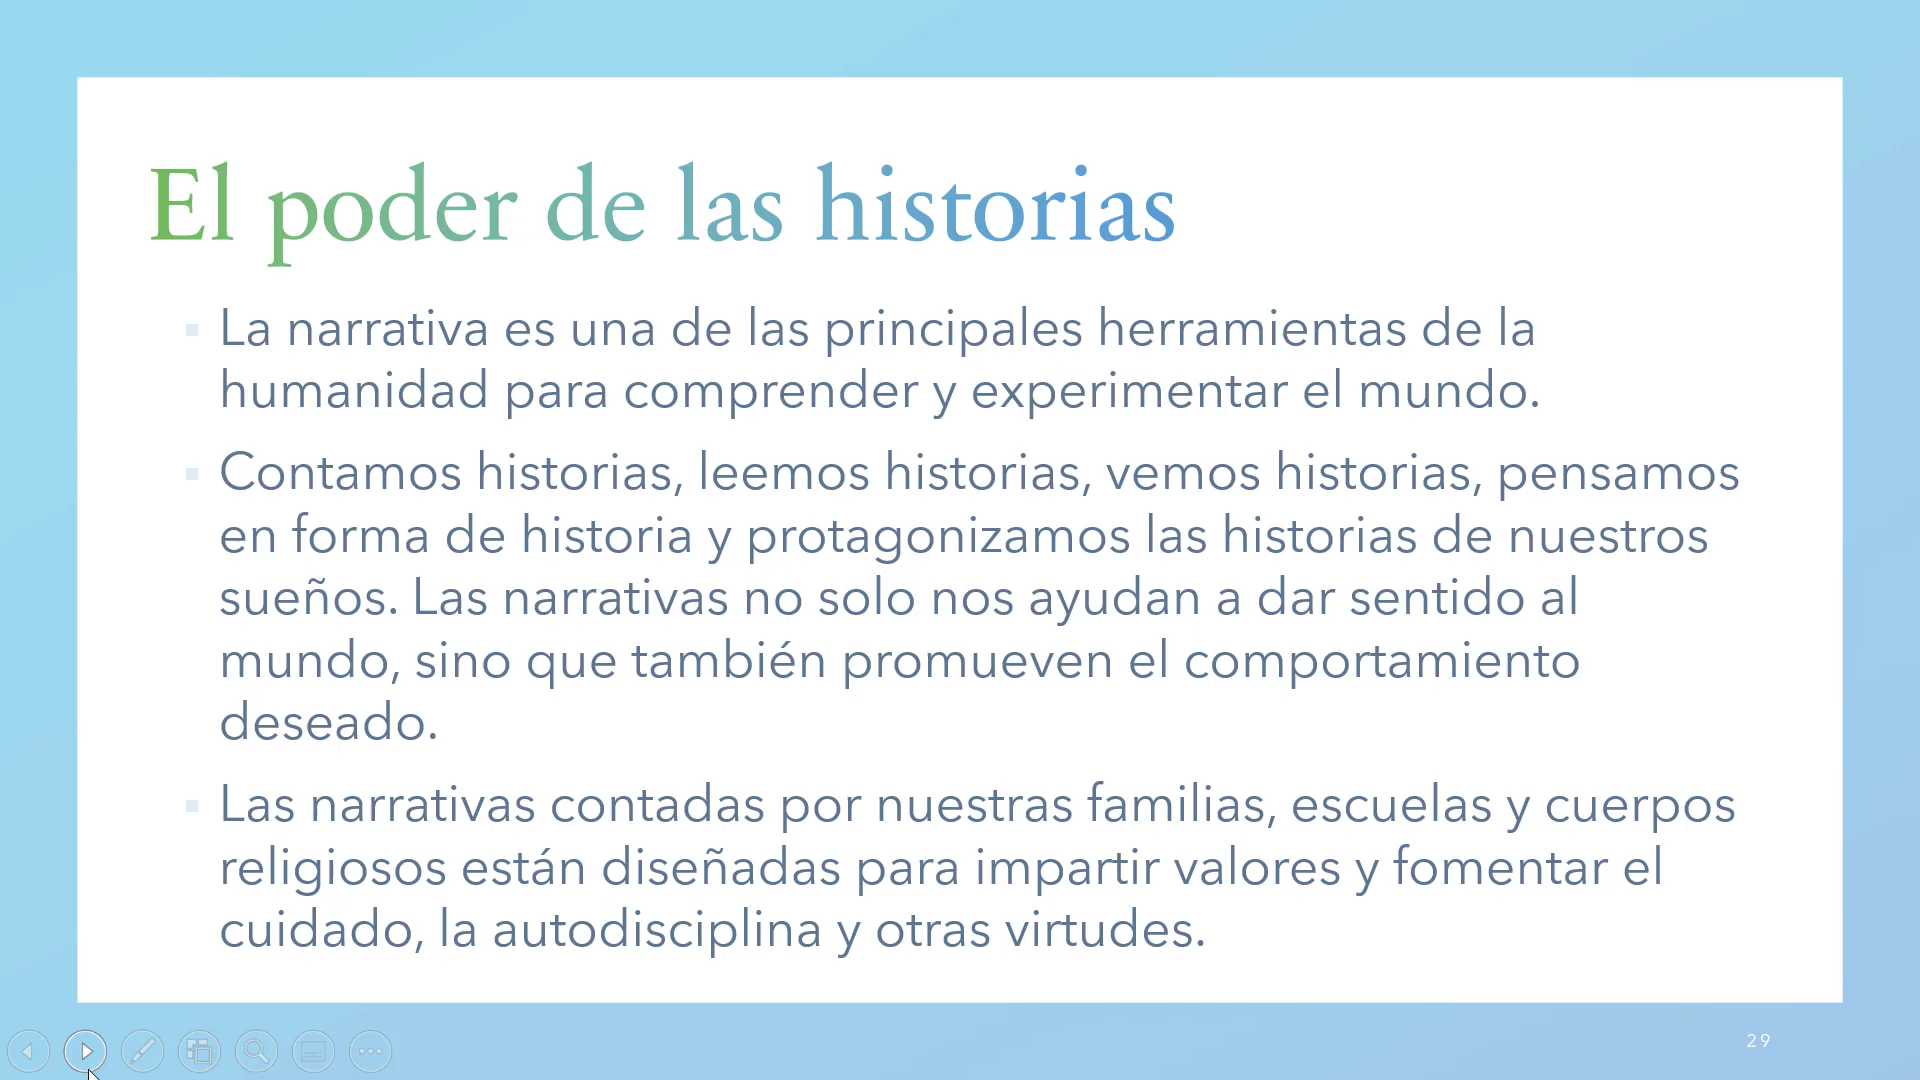 El poder de las historias
La narrativa es una de las principales herramientas de la
humanidad para comprender y experimentar el mundo.
Contamos historias, leemos historias, vemos historias, pensamos
en forma de historia y protagonizamos las historias de nuestros
sueños. Las narrativas no solo nos ayudan a dar sentido al
mundo, sino que también promueven el comportamiento
deseado.
Las narrativas contadas por nuestras familias, escuelas y cuerpos
religiosos están diseñadas para impartir valores y fomentar el
cuidado, la autodisciplina y otras virtudes.
29